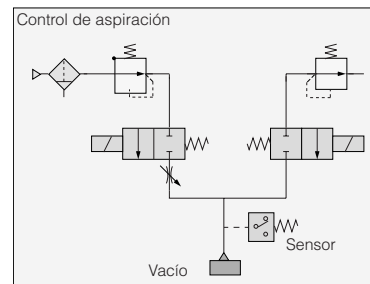 Control de aspiración
Sensor
Vacío